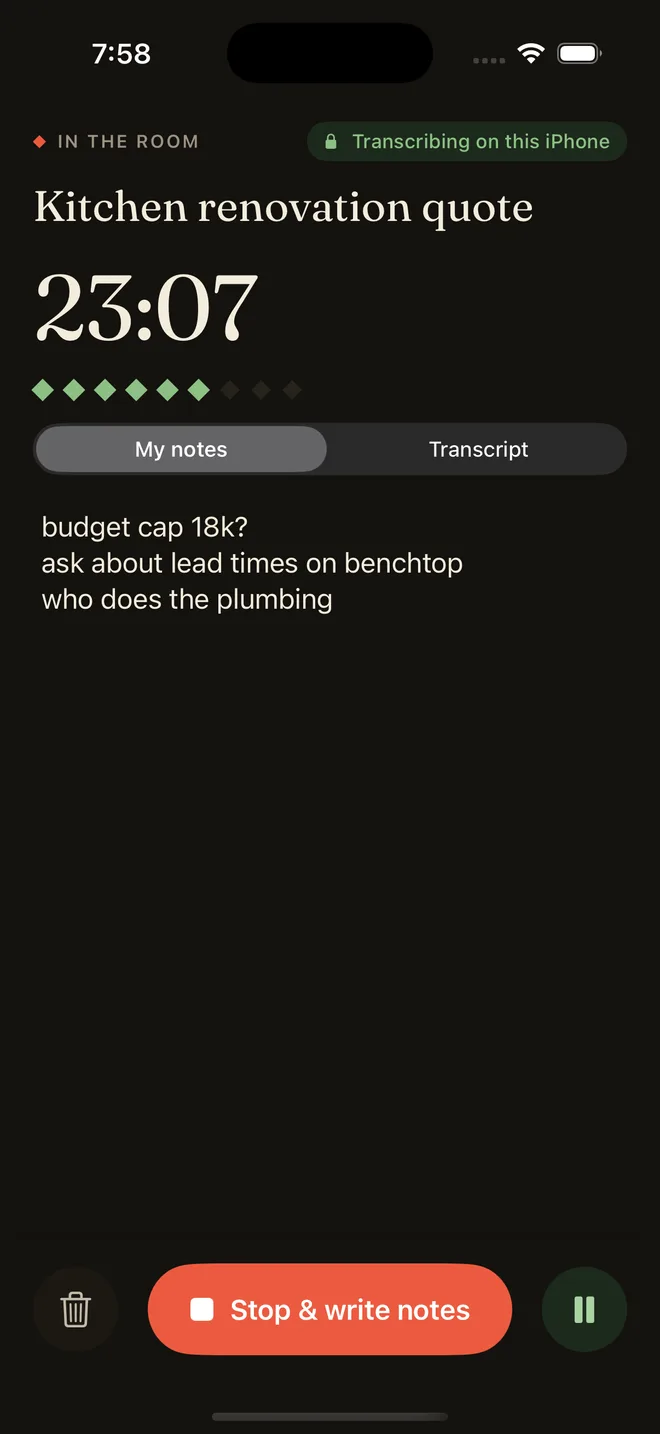 7:58
IN THE ROOM
Transcribing on this iPhone
Kitchen renovation quote
23:07
My notes
Transcript
budget cap 18k?
ask about lead times on benchtop
who does the plumbing
Stop & write notes